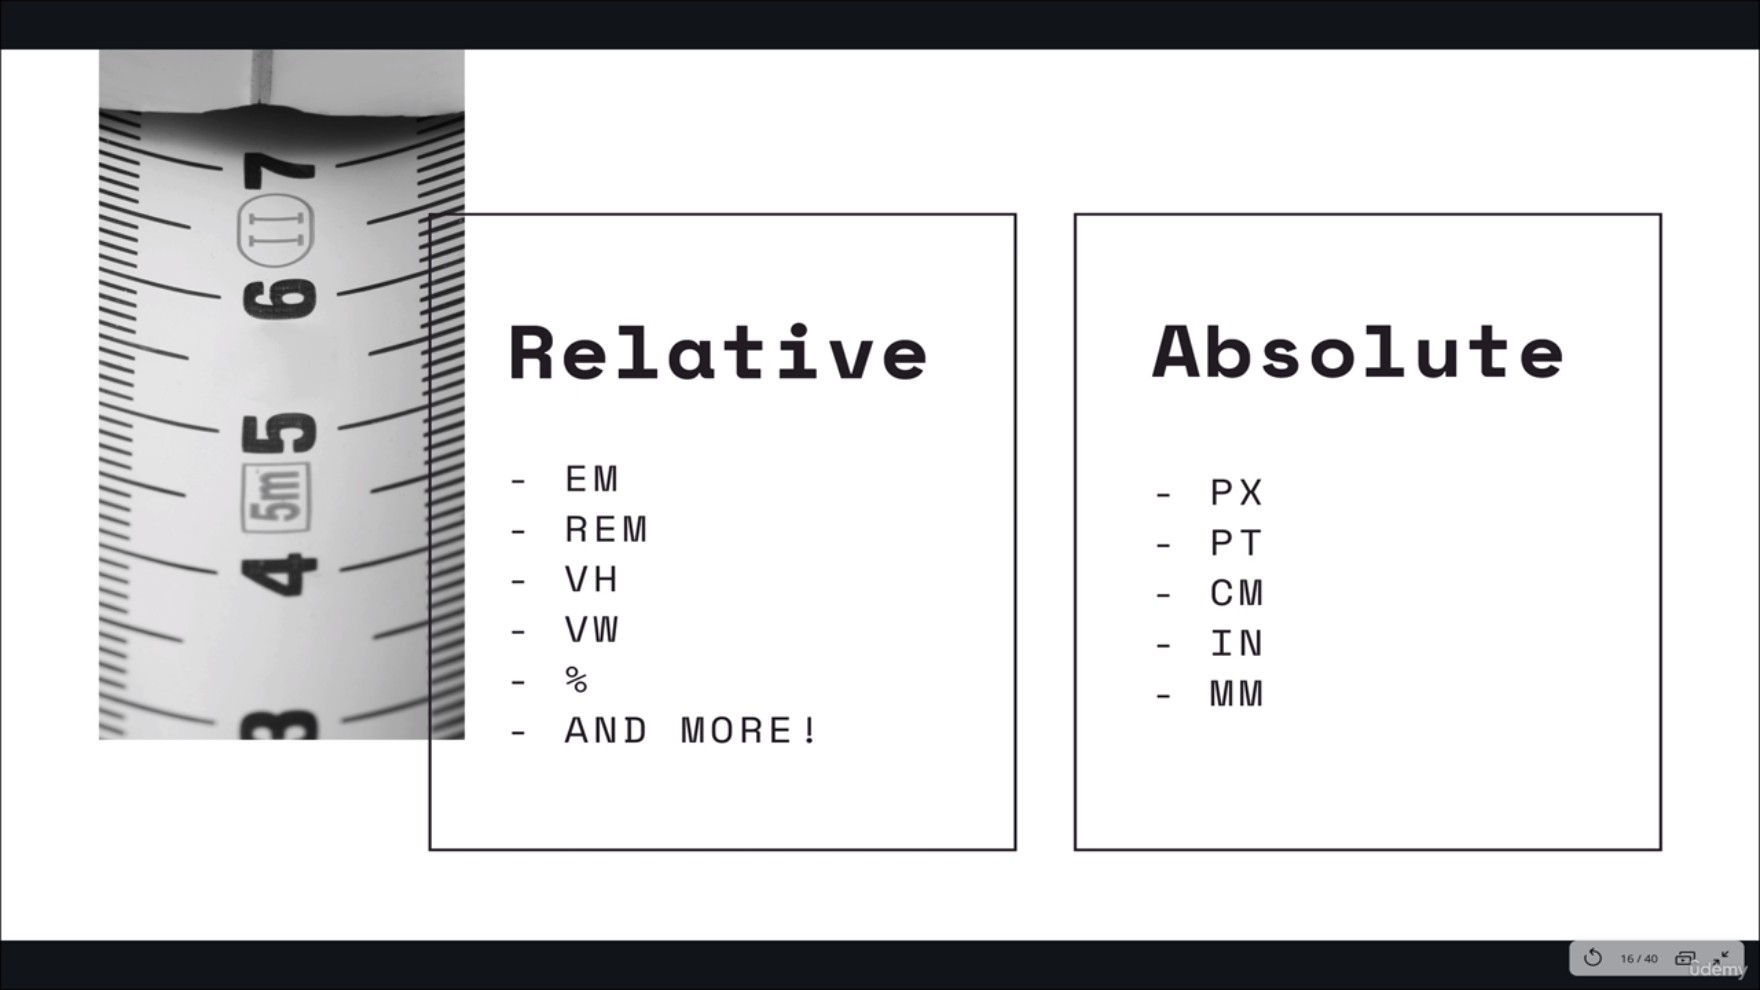 7
II
6
5
5m
4
3
Relative
- EM
- REM
- VH
- VW
- %
- AND MORE!
Absolute
- PX
- PT
- CM
- IN
- MM
16 / 40
ûdemy